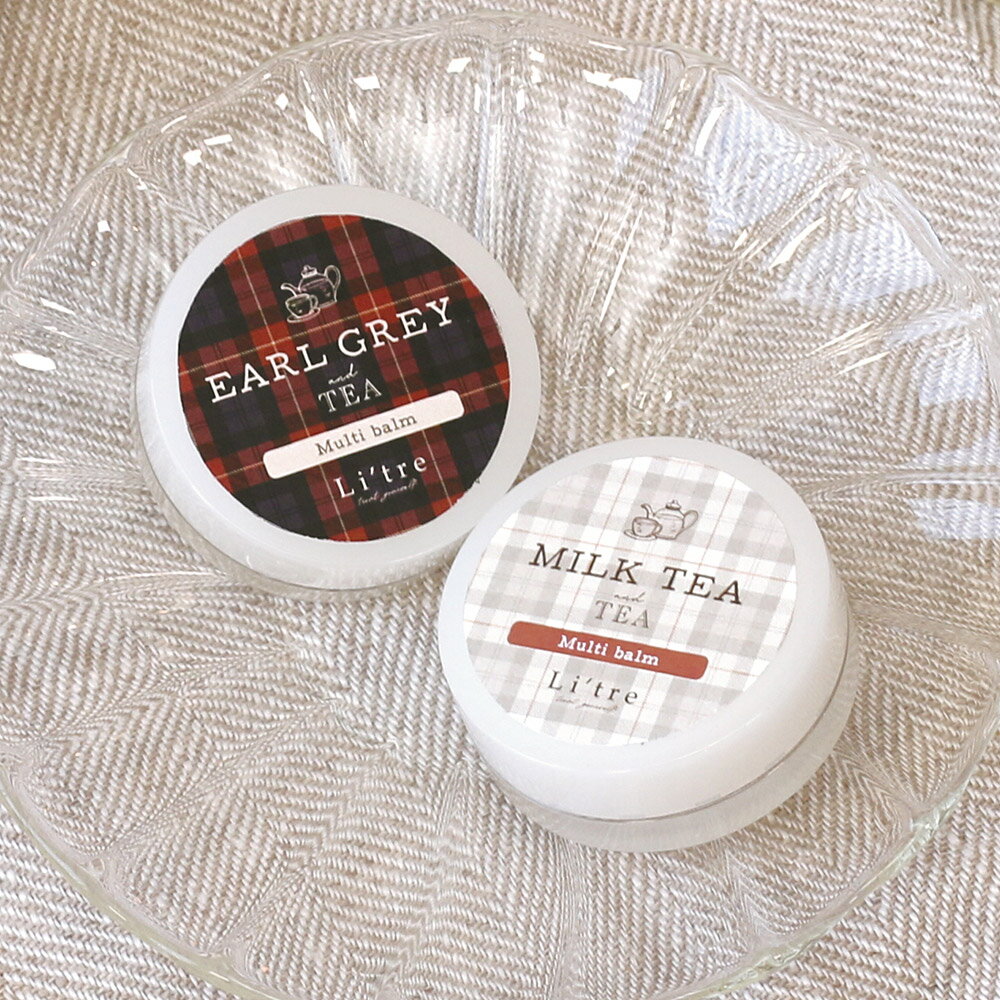 EARL GREY
and
TEA
Multi balm
Li'tre
MILK TEA
and
TEA
Multi balm
Li'tre